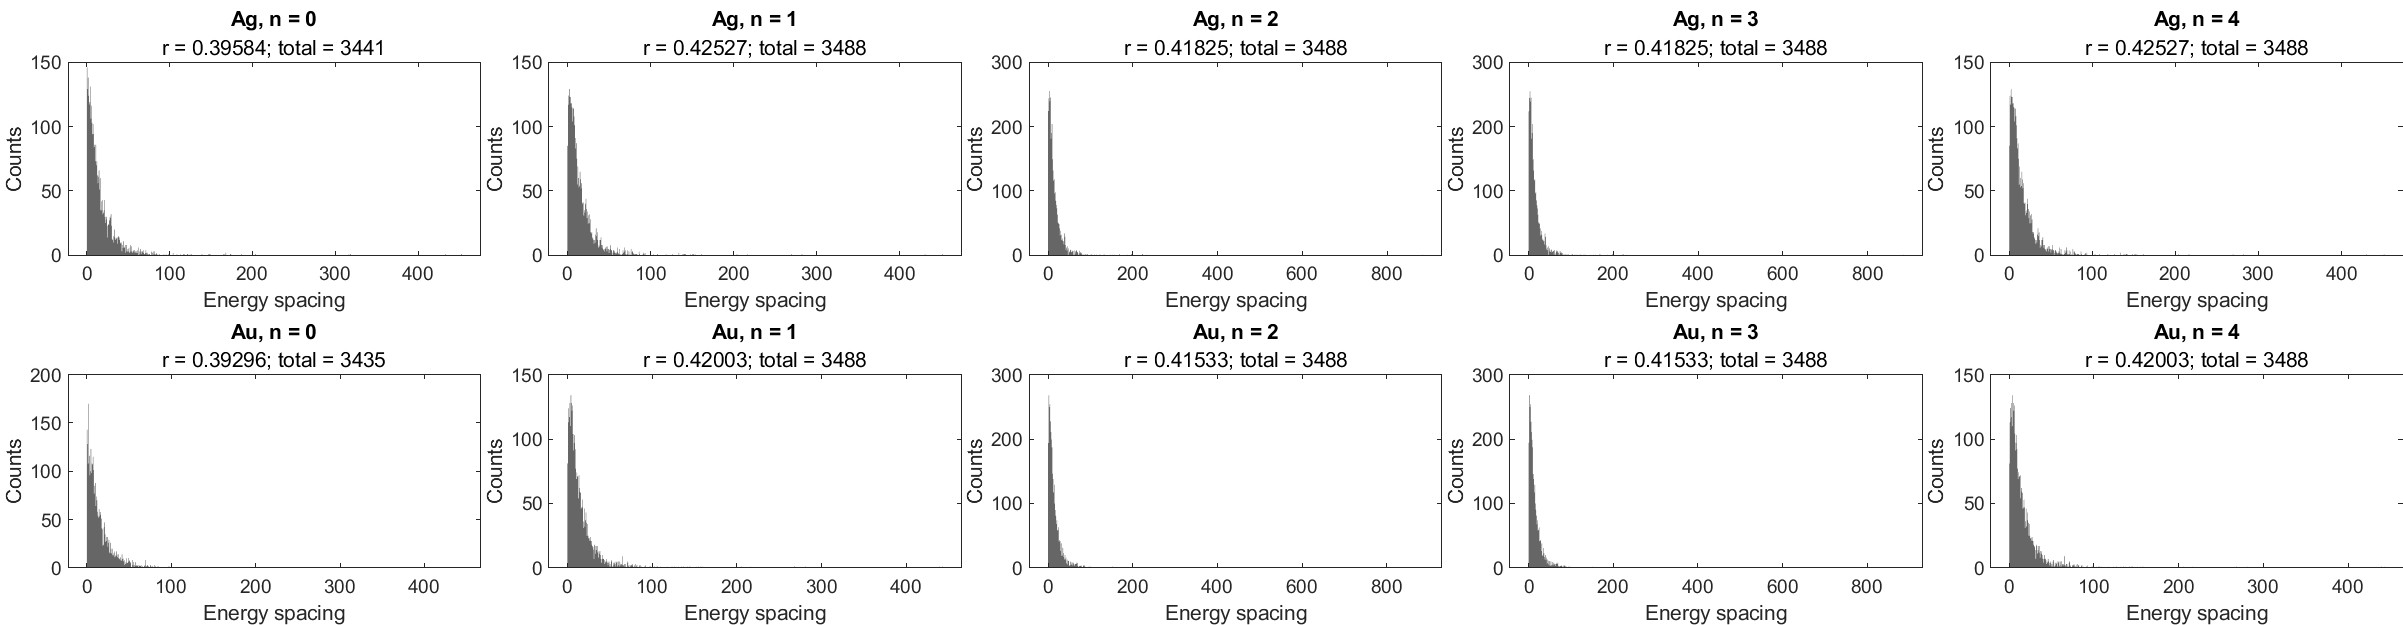 Ag, n = 0
r = 0.39584; total = 3441
150
100
50
0
Counts
0 100 200 300 400
Energy spacing
Ag, n = 1
r = 0.42527; total = 3488
150
100
50
0
Counts
0 100 200 300 400
Energy spacing
Ag, n = 2
r = 0.41825; total = 3488
300
200
100
0
Counts
0 200 400 600 800
Energy spacing
Ag, n = 3
r = 0.41825; total = 3488
300
200
100
0
Counts
0 200 400 600 800
Energy spacing
Ag, n = 4
r = 0.42527; total = 3488
150
100
50
0
Counts
0 100 200 300 400
Energy spacing
Au, n = 0
r = 0.39296; total = 3435
200
150
100
50
0
Counts
0 100 200 300 400
Energy spacing
Au, n = 1
r = 0.42003; total = 3488
150
100
50
0
Counts
0 100 200 300 400
Energy spacing
Au, n = 2
r = 0.41533; total = 3488
300
200
100
0
Counts
0 200 400 600 800
Energy spacing
Au, n = 3
r = 0.41533; total = 3488
300
200
100
0
Counts
0 200 400 600 800
Energy spacing
Au, n = 4
r = 0.42003; total = 3488
150
100
50
0
Counts
0 100 200 300 400
Energy spacing